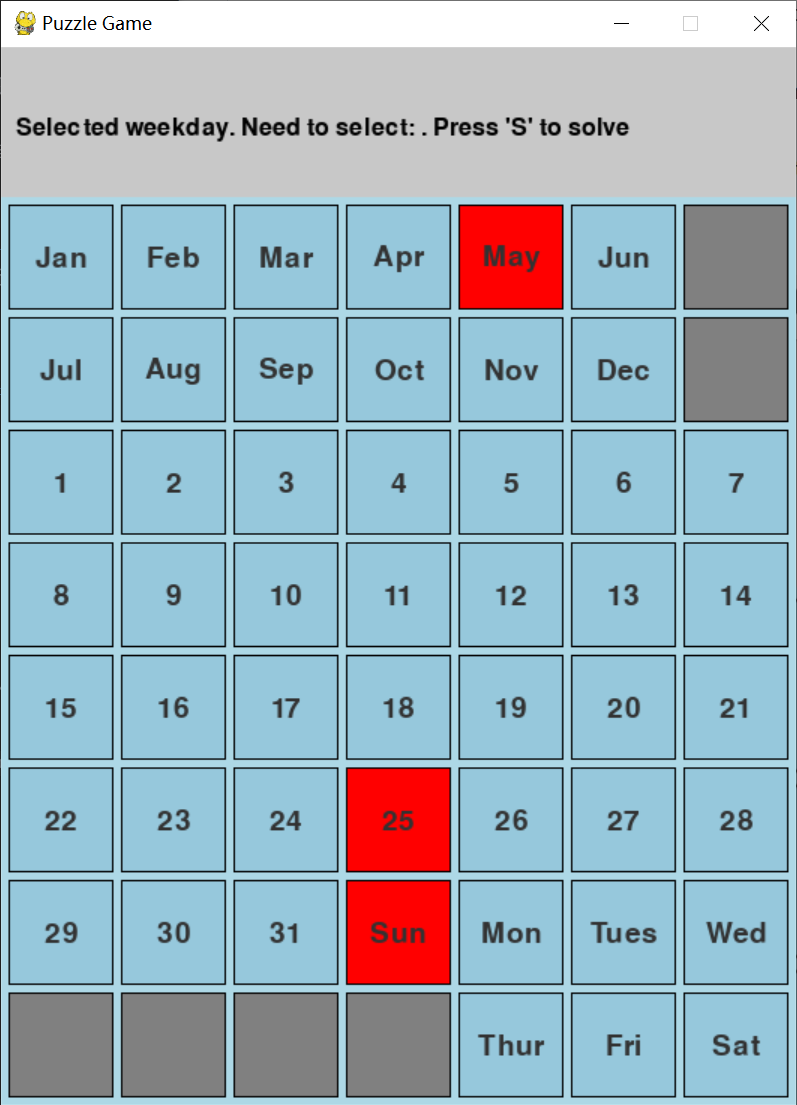 Puzzle Game
Selected weekday. Need to select: . Press 'S' to solve
Jan Feb Mar Apr May Jun
Jul Aug Sep Oct Nov Dec
1 2 3 4 5 6 7
8 9 10 11 12 13 14
15 16 17 18 19 20 21
22 23 24 25 26 27 28
29 30 31 Sun Mon Tues Wed
Thur Fri Sat